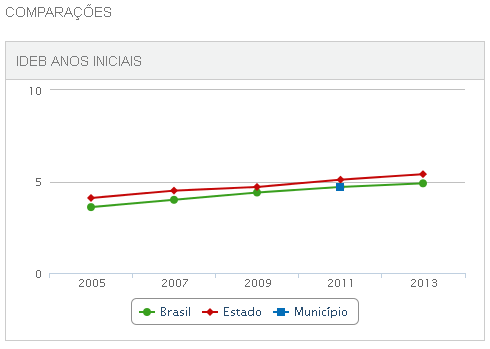 COMPARAÇÕES
IDEB ANOS INICIAIS
10
5
0
2005 2007 2009 2011 2013
Brasil Estado Município